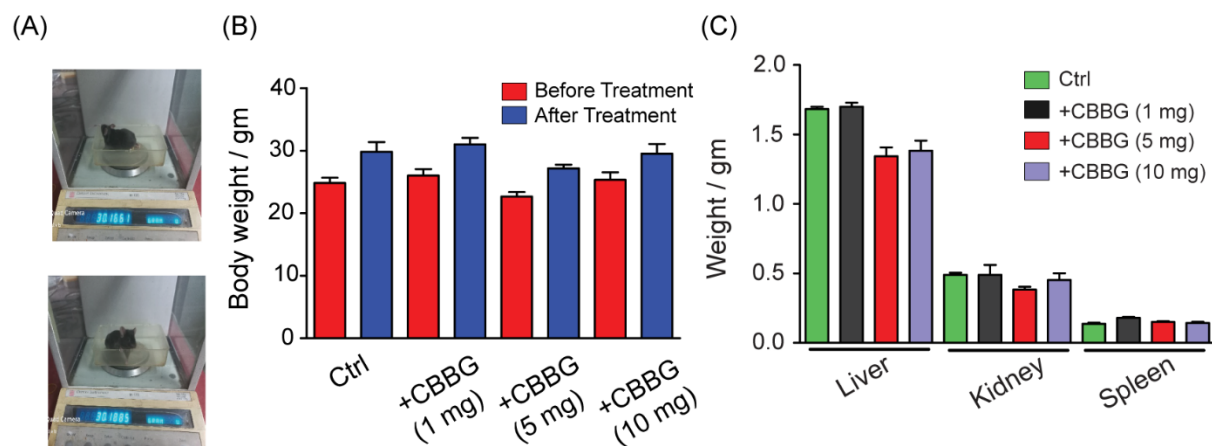 (A)
(B)
(C)
Body weight / gm
40
30
20
10
0
Before Treatment
After Treatment
Ctrl
+CBBG
(1 mg)
+CBBG
(5 mg)
+CBBG
(10 mg)
Weight / gm
2.0
1.5
1.0
0.5
0.0
Ctrl
+CBBG (1 mg)
+CBBG (5 mg)
+CBBG (10 mg)
Liver
Kidney
Spleen